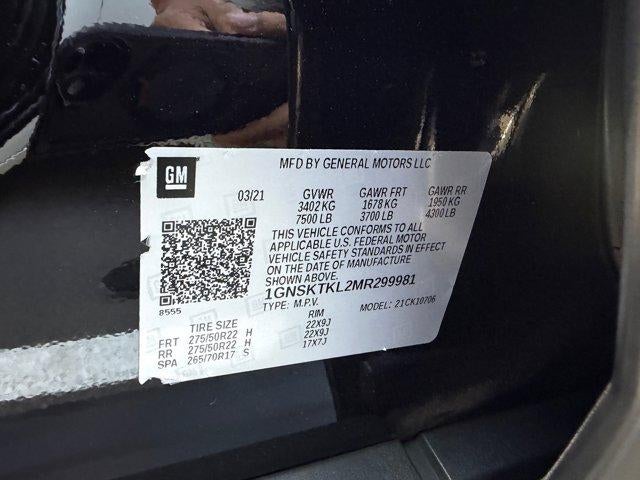 GM
MFD BY GENERAL MOTORS LLC
03/21 GVWR GAWR FRT GAWR RR
3402 KG 1678 KG 1950 KG
7500 LB 3700 LB 4300 LB
THIS VEHICLE CONFORMS TO ALL
APPLICABLE U.S. FEDERAL MOTOR
VEHICLE SAFETY STANDARDS IN EFFECT
ON THE DATE OF MANUFACTURE
SHOWN ABOVE.
1GNSKTKL2MR299981
8555
TYPE: M.P.V. MODEL: 21CK10706
TIRE SIZE RIM
FRT 275/50R22 H 22X9J
RR 275/50R22 H 22X9J
SPA 265/70R17 S 17X7J